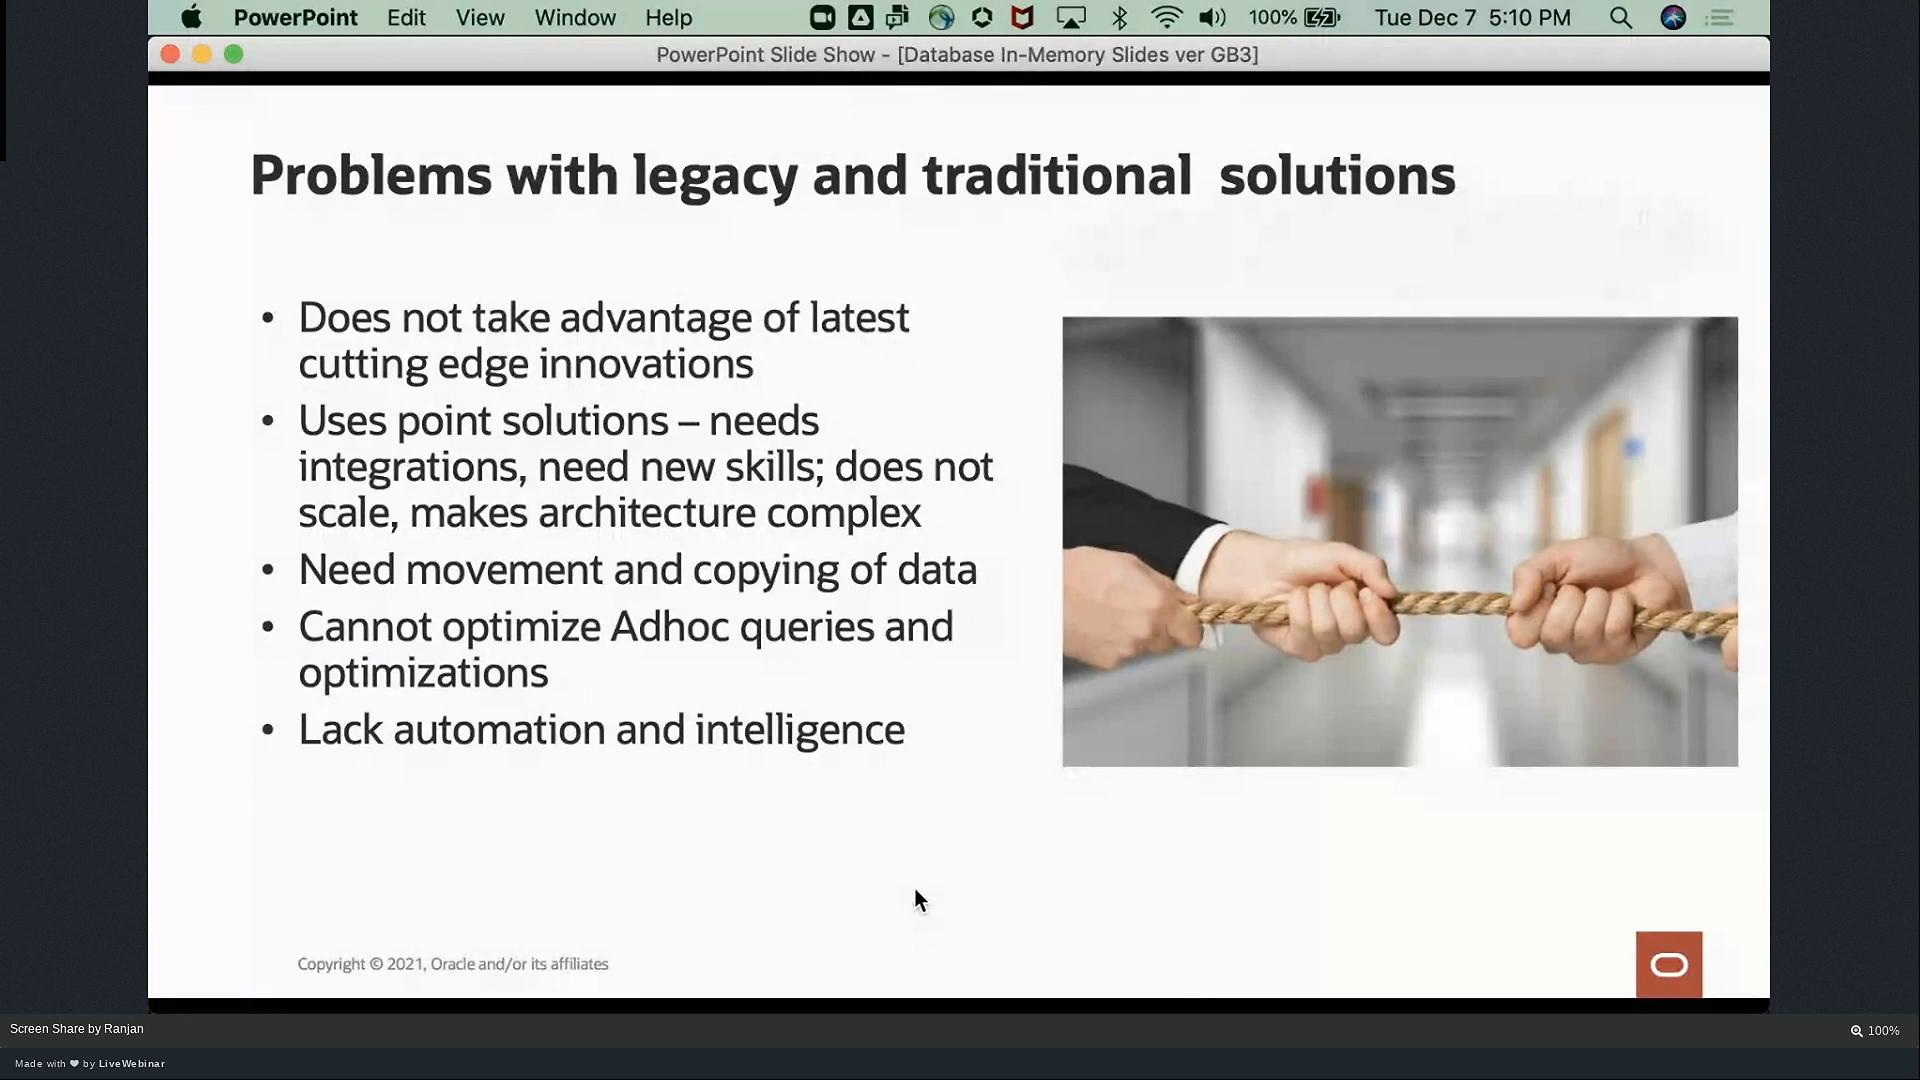 PowerPoint Edit View Window Help 100% Tue Dec 7 5:10 PM
PowerPoint Slide Show - [Database In-Memory Slides ver GB3]
Problems with legacy and traditional solutions
• Does not take advantage of latest
cutting edge innovations
• Uses point solutions – needs
integrations, need new skills; does not
scale, makes architecture complex
• Need movement and copying of data
• Cannot optimize Adhoc queries and
optimizations
• Lack automation and intelligence
Copyright © 2021, Oracle and/or its affiliates
Screen Share by Ranjan
100%
Made with ❤ by LiveWebinar